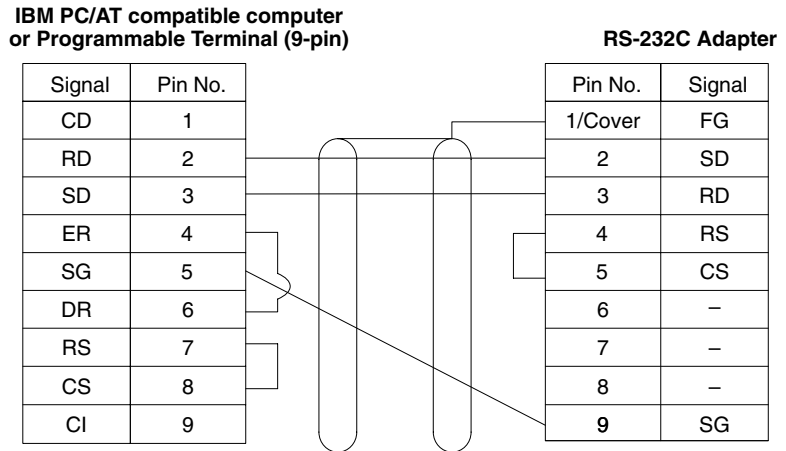 IBM PC/AT compatible computer
or Programmable Terminal (9-pin)
RS-232C Adapter
Signal Pin No.
CD 1
RD 2
SD 3
ER 4
SG 5
DR 6
RS 7
CS 8
CI 9
Pin No. Signal
1/Cover FG
2 SD
3 RD
4 RS
5 CS
6 –
7 –
8 –
9 SG